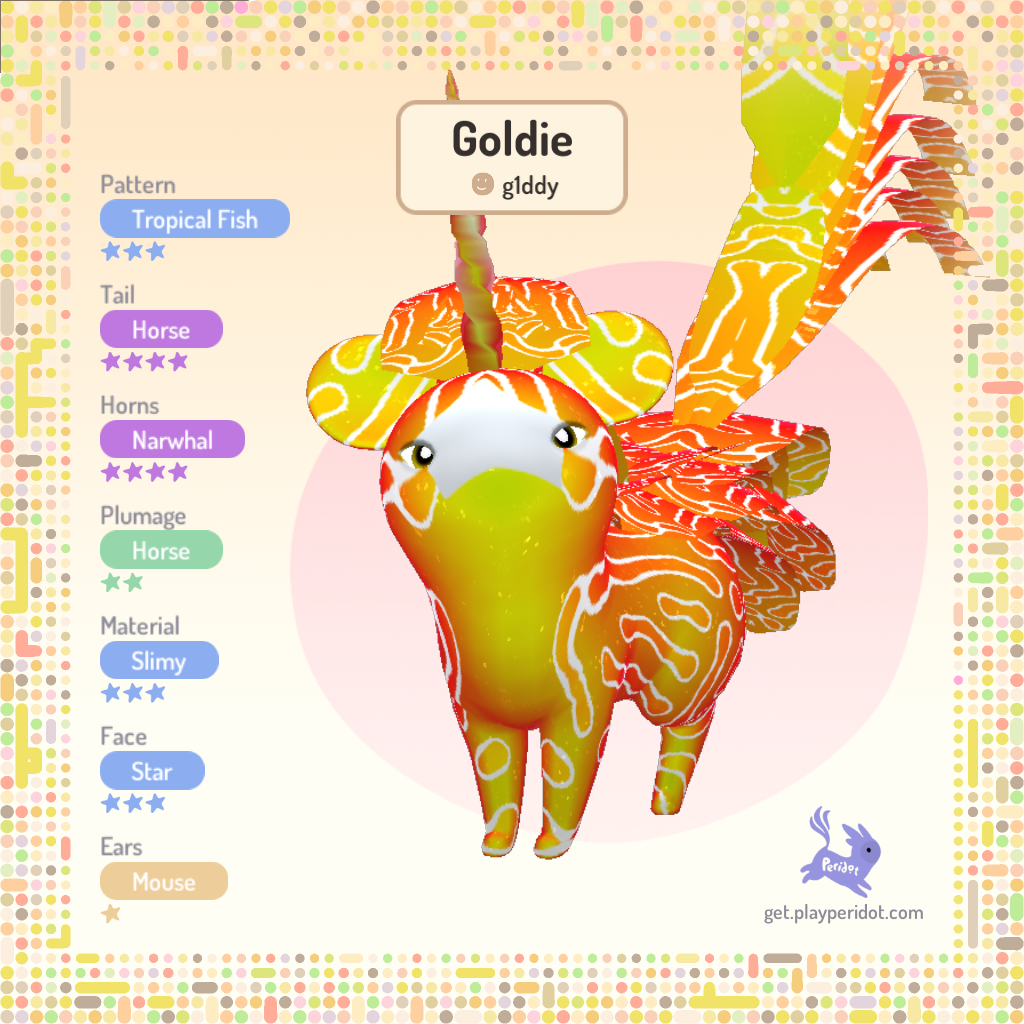 Goldie
g1ddy
Pattern
Tropical Fish
Tail
Horse
Horns
Narwhal
Plumage
Horse
Material
Slimy
Face
Star
Ears
Mouse
Peridot
get.playperidot.com